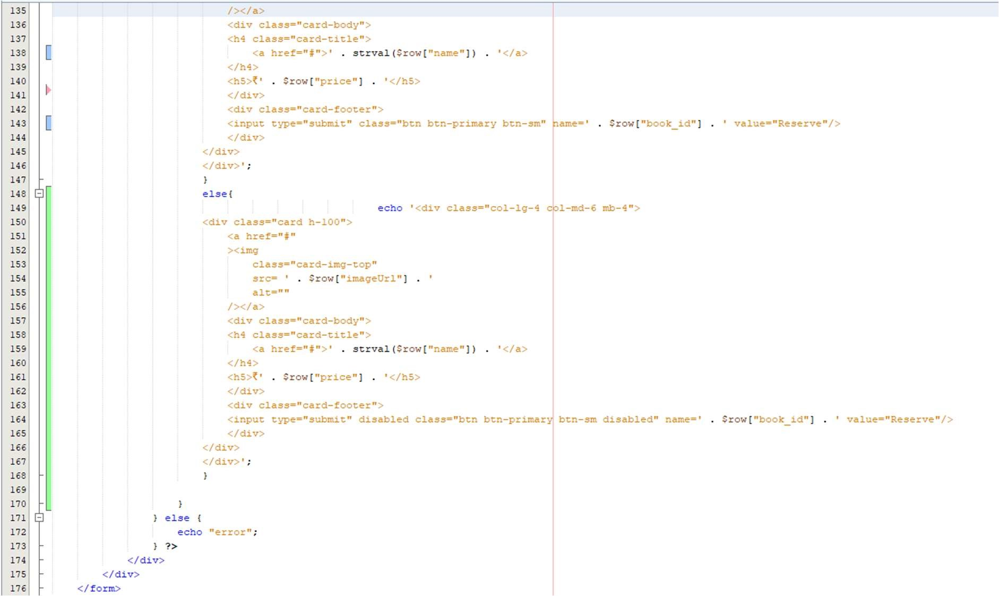 135 /></a>
136 <div class="card-body">
137 <h4 class="card-title">
138 <a href="#">' . strval($row["name"]) . '</a>
139 </h4>
140 <h5>₹' . $row["price"] . '</h5>
141 </div>
142 <div class="card-footer">
143 <input type="submit" class="btn btn-primary btn-sm" name=' . $row["book_id"] . ' value="Reserve"/>
144 </div>
145 </div>
146 </div>';
147 }
148 else{
149 echo '<div class="col-lg-4 col-md-6 mb-4">
150 <div class="card h-100">
151 <a href="#"
152 ><img
153 class="card-img-top"
154 src= ' . $row["imageUrl"] . '
155 alt=""
156 /></a>
157 <div class="card-body">
158 <h4 class="card-title">
159 <a href="#">' . strval($row["name"]) . '</a>
160 </h4>
161 <h5>₹' . $row["price"] . '</h5>
162 </div>
163 <div class="card-footer">
164 <input type="submit" disabled class="btn btn-primary btn-sm disabled" name=' . $row["book_id"] . ' value="Reserve"/>
165 </div>
166 </div>
167 </div>';
168 }
169
170 }
171 } else {
172 echo "error";
173 } ?>
174 </div>
175 </div>
176 </form>